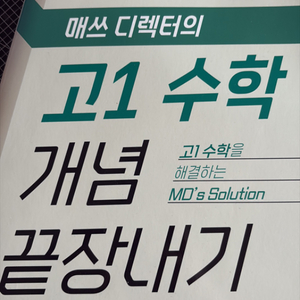 매쓰 디렉터의
고1 수학
개념
고1 수학을
해결하는
MD's Solution
끝장내기